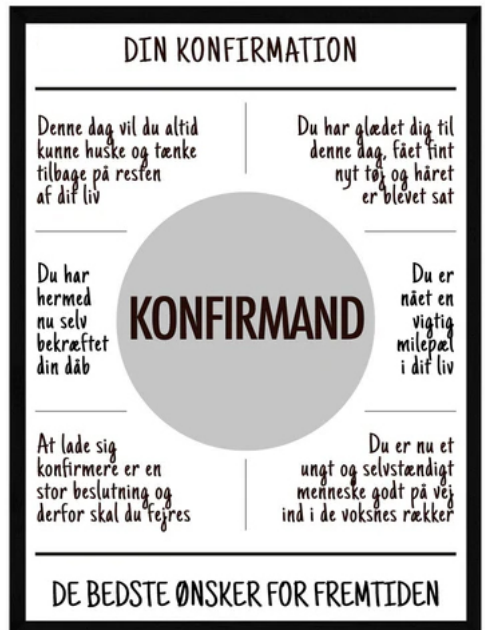 DIN KONFIRMATION
Denne dag vil du altid
kunne huske og tænke
tilbage på resten
af dit liv
Du har glædet dig til
denne dag, fået fint
nyt tøj og håret
er blevet sat
Du har
hermed
nu selv
bekræftet
din dåb
KONFIRMAND
Du er
nået en
vigtig
milepæl
i dit liv
At lade sig
konfirmere er en
stor beslutning og
derfor skal du fejres
Du er nu et
ungt og selvstændigt
menneske godt på vej
ind i de voksnes rækker
DE BEDSTE ØNSKER FOR FREMTIDEN